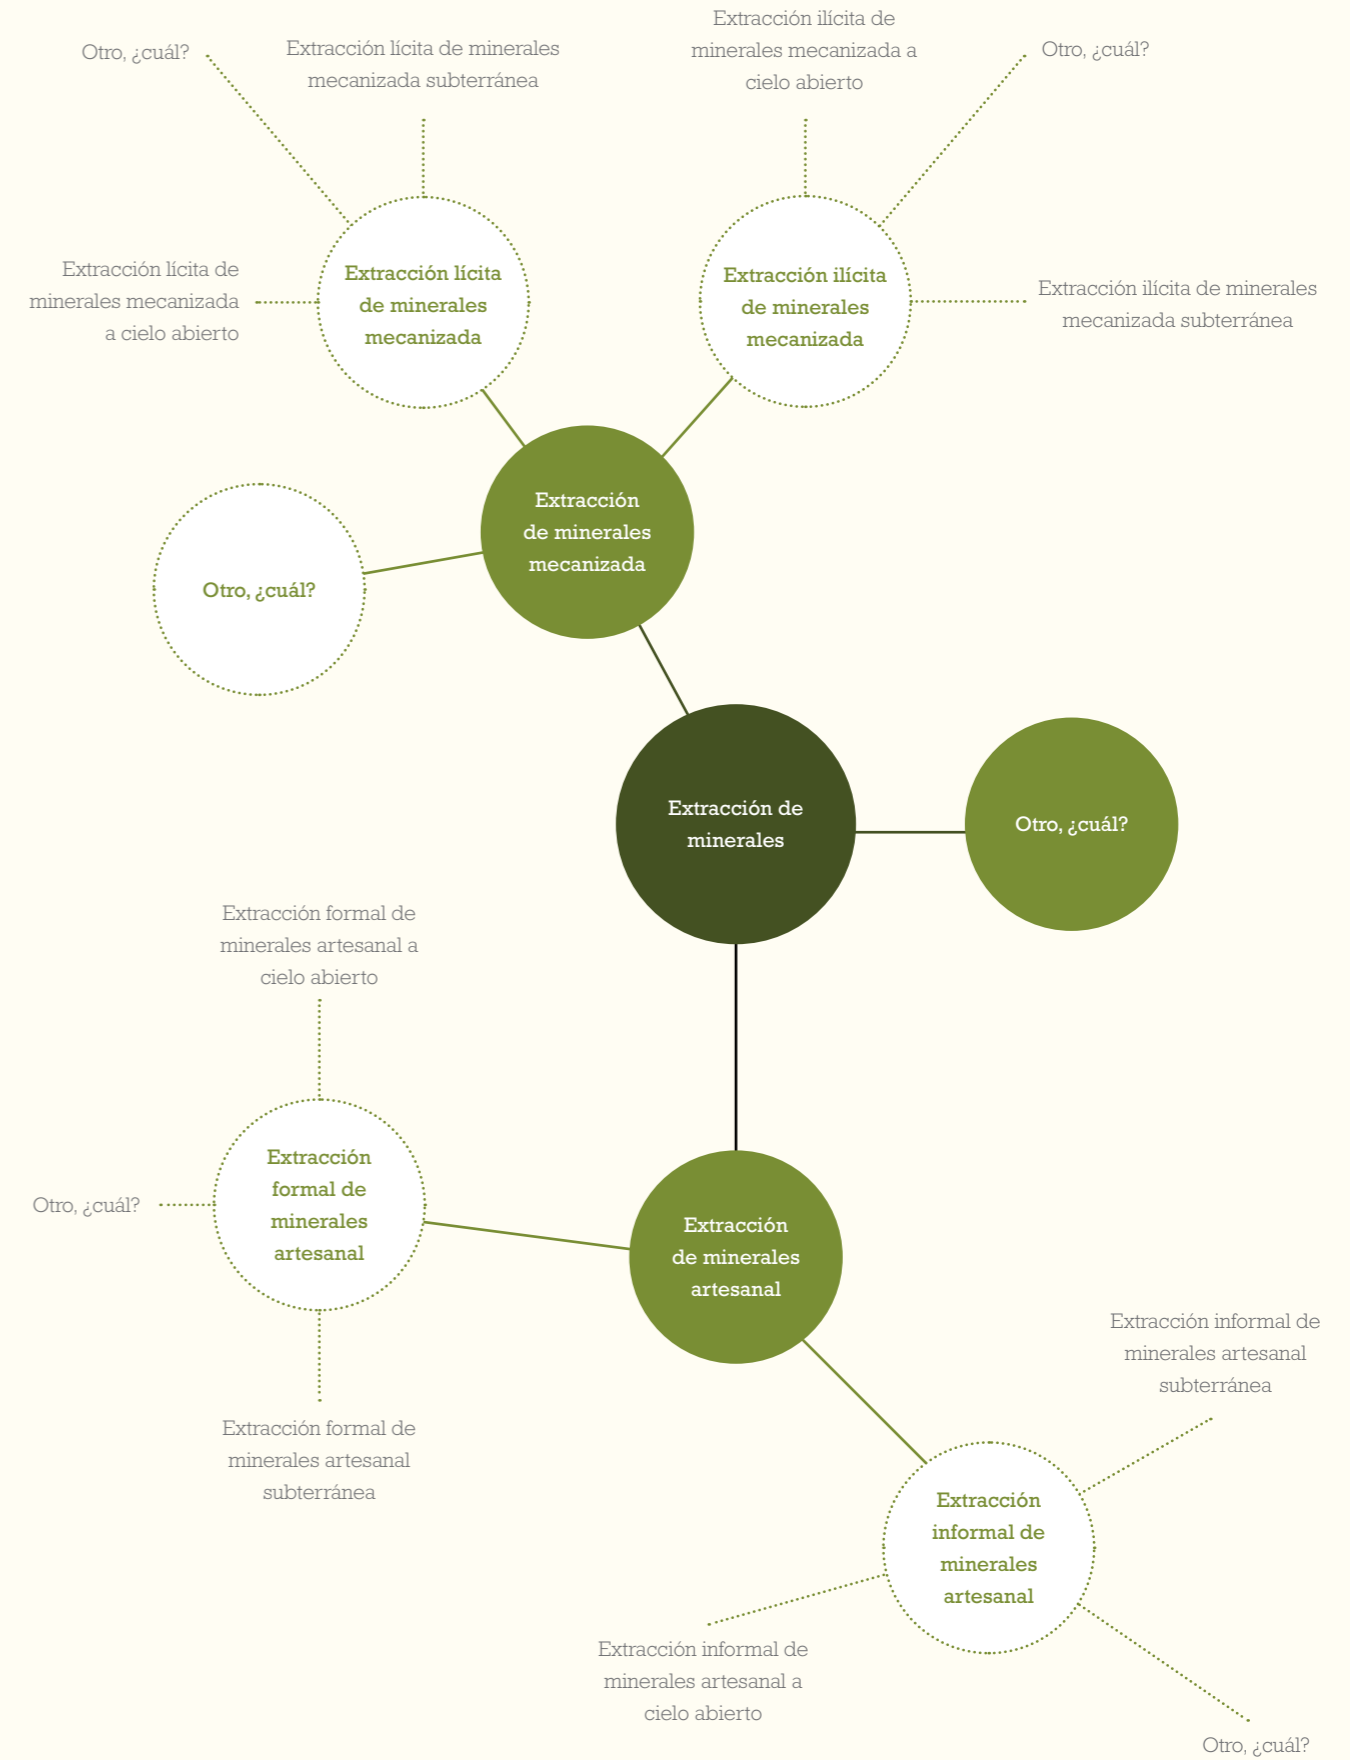 Otro, ¿cuál?
Extracción lícita de minerales
mecanizada subterránea
Extracción ilícita de
minerales mecanizada a
cielo abierto
Otro, ¿cuál?
Extracción lícita de
minerales mecanizada
a cielo abierto
Extracción lícita
de minerales
mecanizada
Extracción ilícita
de minerales
mecanizada
Extracción ilícita de minerales
mecanizada subterránea
Extracción
de minerales
mecanizada
Otro, ¿cuál?
Extracción de
minerales
Otro, ¿cuál?
Extracción formal de
minerales artesanal a
cielo abierto
Extracción
formal de
minerales
artesanal
Otro, ¿cuál?
Extracción
de minerales
artesanal
Extracción formal de
minerales artesanal
subterránea
Extracción informal de
minerales artesanal
subterránea
Extracción
informal de
minerales
artesanal
Extracción informal de
minerales artesanal a
cielo abierto
Otro, ¿cuál?